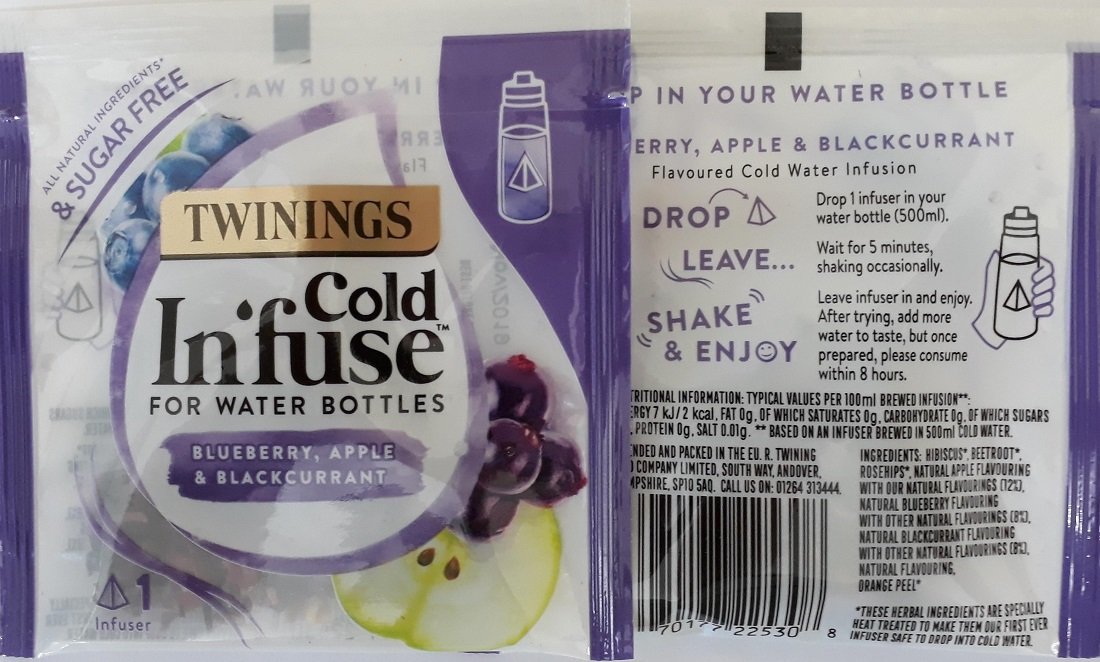 ALL NATURAL INGREDIENTS*
& SUGAR FREE
TWININGS
Cold
In'fuse™
FOR WATER BOTTLES
BLUEBERRY, APPLE
& BLACKCURRANT
1
Infuser
P IN YOUR WATER BOTTLE
ERRY, APPLE & BLACKCURRANT
Flavoured Cold Water Infusion
DROP
Drop 1 infuser in your
water bottle (500ml).
LEAVE...
Wait for 5 minutes,
shaking occasionally.
SHAKE
& ENJOY
Leave infuser in and enjoy.
After trying, add more
water to taste, but once
prepared, please consume
within 8 hours.
TRITIONAL INFORMATION: TYPICAL VALUES PER 100ml BREWED INFUSION**:
RGY 7 kJ/2 kcal, FAT 0g, OF WHICH SATURATES 0g, CARBOHYDRATE 0g, OF WHICH SUGARS
, PROTEIN 0g, SALT 0.01g. ** BASED ON AN INFUSER BREWED IN 500ml COLD WATER.
NDED AND PACKED IN THE EU. R. TWINING
COMPANY LIMITED, SOUTH WAY, ANDOVER,
MPSHIRE, SP10 5AQ. CALL US ON: 01264 313444.
70177 22530 8
INGREDIENTS: HIBISCUS*, BEETROOT*,
ROSEHIPS*, NATURAL APPLE FLAVOURING
WITH OUR NATURAL FLAVOURINGS (12%),
NATURAL BLUEBERRY FLAVOURING
WITH OTHER NATURAL FLAVOURINGS (8%),
NATURAL BLACKCURRANT FLAVOURING
WITH OTHER NATURAL FLAVOURINGS (8%),
NATURAL FLAVOURING,
ORANGE PEEL*
*THESE HERBAL INGREDIENTS ARE SPECIALLY
HEAT TREATED TO MAKE THEM OUR FIRST EVER
INFUSER SAFE TO DROP INTO COLD WATER.